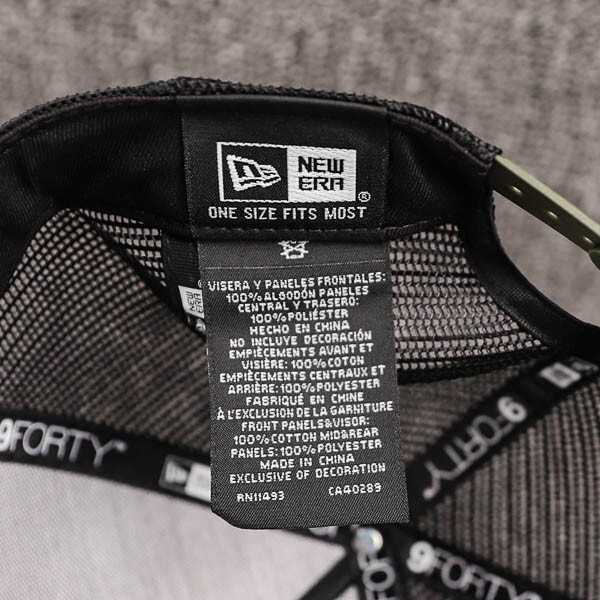 NEW
ERA
®
ONE SIZE FITS MOST
VISERA Y PANELES FRONTALES:
100% ALGODÓN PANELES
CENTRAL Y TRASERO:
100% POLIÉSTER
HECHO EN CHINA
NO INCLUYE DECORACIÓN
EMPIÈCEMENTS AVANT ET
VISIÈRE: 100% COTON
EMPIÈCEMENTS CENTRAUX ET
ARRIÈRE: 100% POLYESTER
FABRIQUÉ EN CHINE
À L'EXCLUSION DE LA GARNITURE
FRONT PANELS&VISOR:
100% COTTON MID&REAR
PANELS: 100% POLYESTER
MADE IN CHINA
EXCLUSIVE OF DECORATION
RN11493 CA40289
NEW
ERA
9FORTY
9FORTY
9FORTY